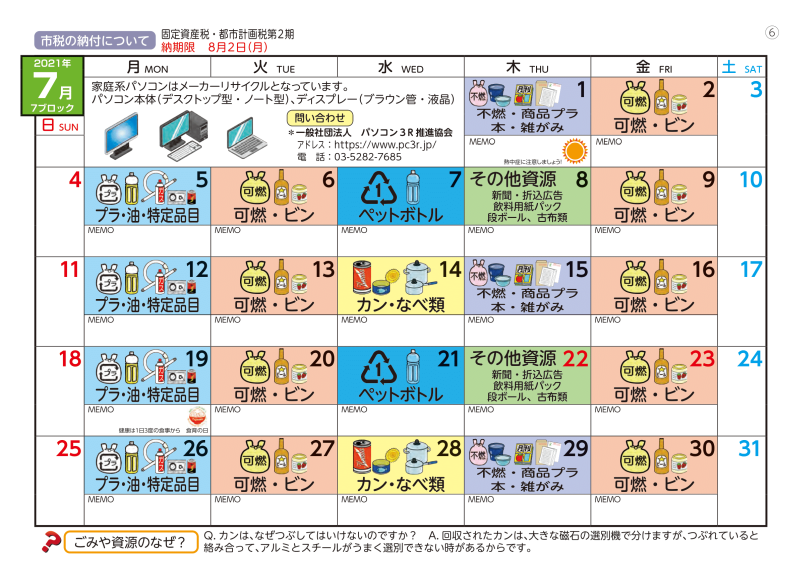 ⑥
市税の納付について
固定資産税・都市計画税第2期
納期限　8月2日(月)
2021年
7月
7ブロック
日 SUN
月 MON
火 TUE
水 WED
木 THU
金 FRI
土 SAT
家庭系パソコンはメーカーリサイクルとなっています。
パソコン本体（デスクトップ型・ノート型）、ディスプレー（ブラウン管・液晶）
問い合わせ
＊一般社団法人　パソコン３Ｒ推進協会
アドレス：https://www.pc3r.jp/
電　話：03-5282-7685
不燃
月刊
1
不燃・商品プラ
本・雑がみ
MEMO
熱中症に注意しましょう!
可燃
2
可燃・ビン
MEMO
3
4
プラ
5
プラ・油・特定品目
MEMO
可燃
6
可燃・ビン
MEMO
1
7
ペットボトル
MEMO
その他資源 8
新聞・折込広告
飲料用紙パック
段ボール、古布類
MEMO
可燃
9
可燃・ビン
MEMO
10
11
プラ
12
プラ・油・特定品目
MEMO
可燃
13
可燃・ビン
MEMO
14
カン・なべ類
MEMO
不燃
月刊
15
不燃・商品プラ
本・雑がみ
MEMO
可燃
16
可燃・ビン
MEMO
17
18
プラ
19
プラ・油・特定品目
MEMO
健康は1日3度の食事から　食育の日
可燃
20
可燃・ビン
MEMO
1
21
ペットボトル
MEMO
その他資源 22
新聞・折込広告
飲料用紙パック
段ボール、古布類
MEMO
可燃
23
可燃・ビン
MEMO
24
25
プラ
26
プラ・油・特定品目
MEMO
可燃
27
可燃・ビン
MEMO
28
カン・なべ類
MEMO
不燃
月刊
29
不燃・商品プラ
本・雑がみ
MEMO
可燃
30
可燃・ビン
MEMO
31
ごみや資源のなぜ？
Q. カンは、なぜつぶしてはいけないのですか？　A. 回収されたカンは、大きな磁石の選別機で分けますが、つぶれていると
絡み合って、アルミとスチールがうまく選別できない時があるからです。